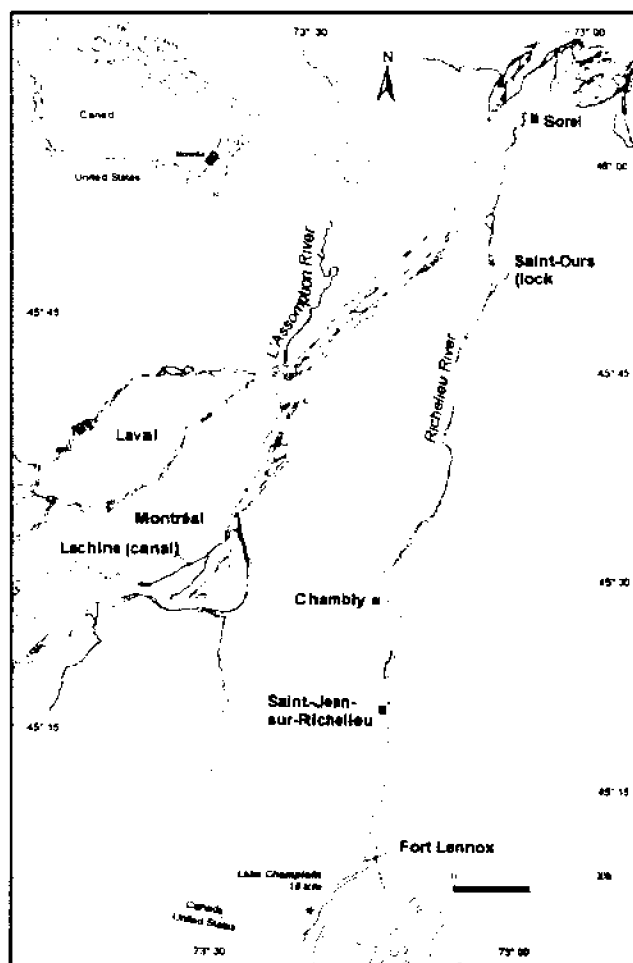 73° 30
73° 00
N
Canad
Montréal
United States
Sorel
46° 00
L'Assomption River
Saint-Ours
(lock
45° 45
45° 45
Richelieu River
Laval
Montréal
Lachine (canal)
45° 30
Chambly
Saint-Jean-
sur-Richelieu
45° 15
45° 15
Fort Lennox
Lake Champlain
Canada
United States
73° 30
73° 00